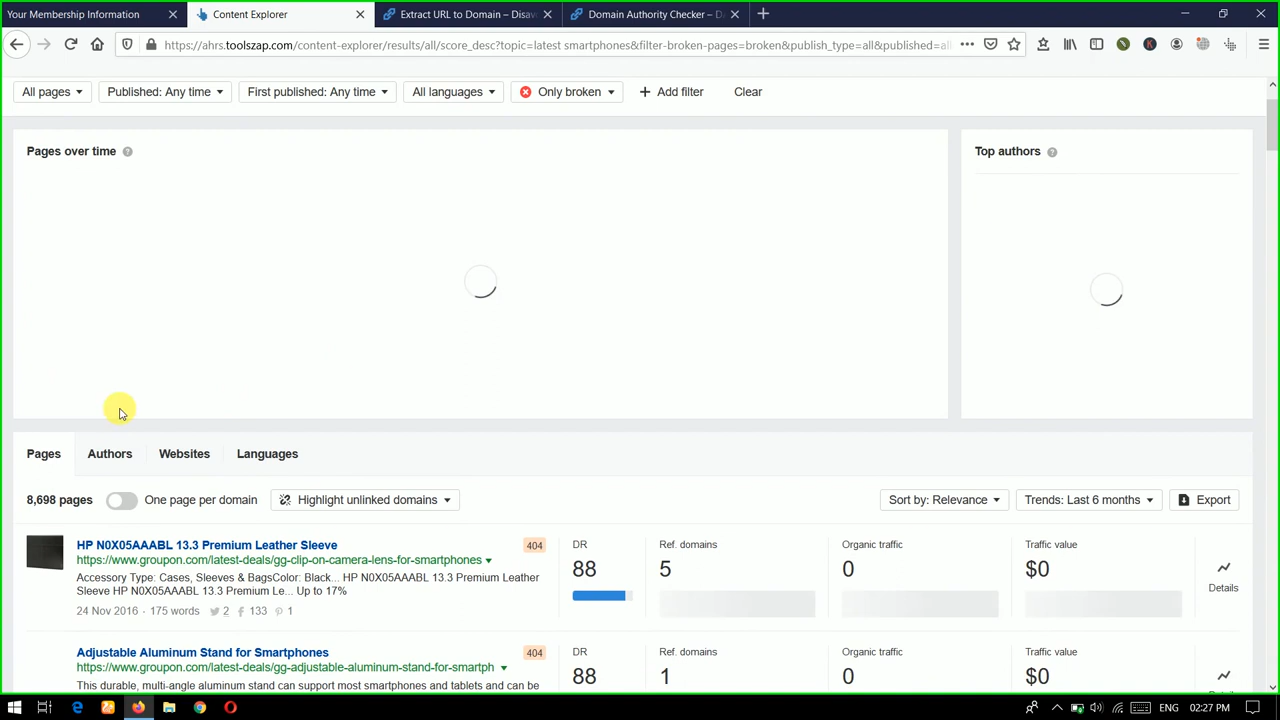 Your Membership Information
Content Explorer
Extract URL to Domain – Disav
Domain Authority Checker – D
https://ahrs.toolszap.com/content-explorer/results/all/score_desc?topic=latest smartphones&filter-broken-pages=broken&publish_type=all&published=all
All pages
Published: Any time
First published: Any time
All languages
Only broken
Add filter
Clear
Pages over time
Top authors
Pages
Authors
Websites
Languages
8,698 pages
One page per domain
Highlight unlinked domains
Sort by: Relevance
Trends: Last 6 months
Export
HP N0X05AAABL 13.3 Premium Leather Sleeve
404
https://www.groupon.com/latest-deals/gg-clip-on-camera-lens-for-smartphones
Accessory Type: Cases, Sleeves & BagsColor: Black... HP N0X05AAABL 13.3 Premium Leather
Sleeve HP N0X05AAABL 13.3 Premium Le... Up to 17%
24 Nov 2016 · 175 words 2 133 1
DR
88
Ref. domains
5
Organic traffic
0
Traffic value
$0
Details
Adjustable Aluminum Stand for Smartphones
404
https://www.groupon.com/latest-deals/gg-adjustable-aluminum-stand-for-smartph
This durable, multi-angle aluminum stand can support most smartphones and tablets and can be
DR
88
Ref. domains
1
Organic traffic
0
Traffic value
$0
ENG
02:27 PM